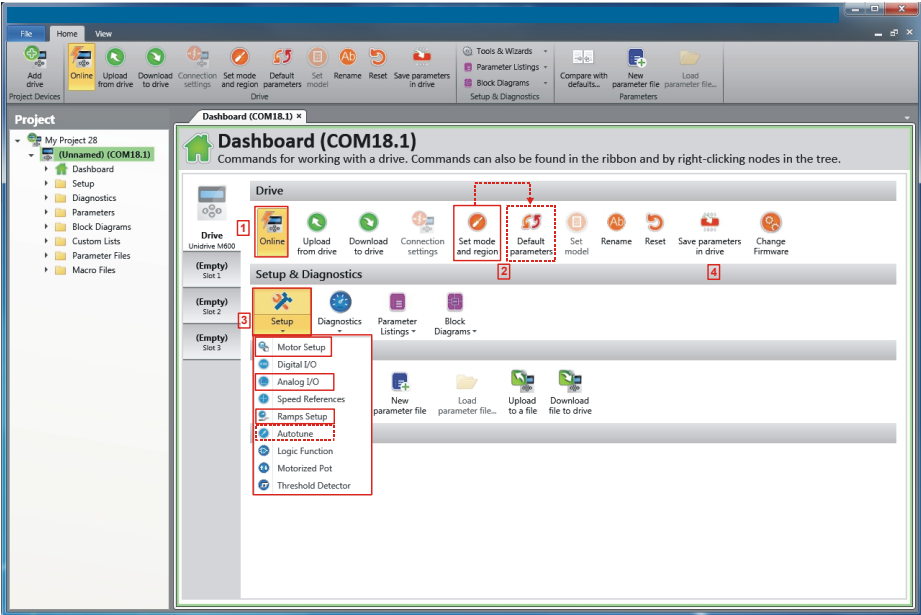 File Home View
Add drive
Online
Upload from drive
Download to drive
Connection settings
Set mode and region
Default parameters
Set model
Rename
Reset
Save parameters in drive
Tools & Wizards
Parameter Listings
Block Diagrams
Compare with defaults...
New parameter file
Load parameter file...
Project Devices
Drive
Setup & Diagnostics
Parameters
Project
My Project 28
(Unnamed) (COM18.1)
Dashboard
Setup
Diagnostics
Parameters
Block Diagrams
Custom Lists
Parameter Files
Macro Files
Dashboard (COM18.1) ×
Dashboard (COM18.1)
Commands for working with a drive. Commands can also be found in the ribbon and by right-clicking nodes in the tree.
Drive
Unidrive M600
(Empty)
Slot 1
(Empty)
Slot 2
(Empty)
Slot 3
Drive
1
Online
Upload from drive
Download to drive
Connection settings
Set mode and region
2
Default parameters
Set model
Rename
Reset
Save parameters in drive
4
Change Firmware
Setup & Diagnostics
3
Setup
Diagnostics
Parameter Listings
Block Diagrams
Motor Setup
Digital I/O
Analog I/O
Speed References
Ramps Setup
Autotune
Logic Function
Motorized Pot
Threshold Detector
New parameter file
Load parameter file...
Upload to a file
Download file to drive